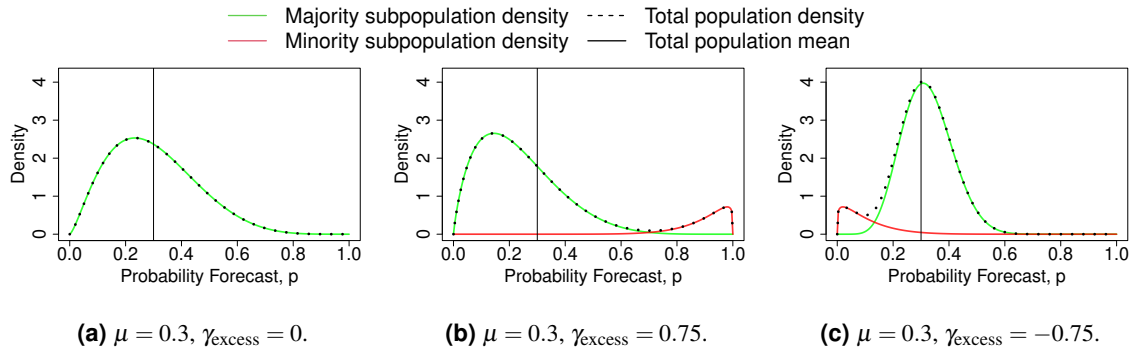 Majority subpopulation density
Total population density
Minority subpopulation density
Total population mean
Density
4
3
2
1
0
0.0 0.2 0.4 0.6 0.8 1.0
Probability Forecast, p
(a) μ = 0.3, γexcess = 0.
Density
4
3
2
1
0
0.0 0.2 0.4 0.6 0.8 1.0
Probability Forecast, p
(b) μ = 0.3, γexcess = 0.75.
Density
4
3
2
1
0
0.0 0.2 0.4 0.6 0.8 1.0
Probability Forecast, p
(c) μ = 0.3, γexcess = −0.75.